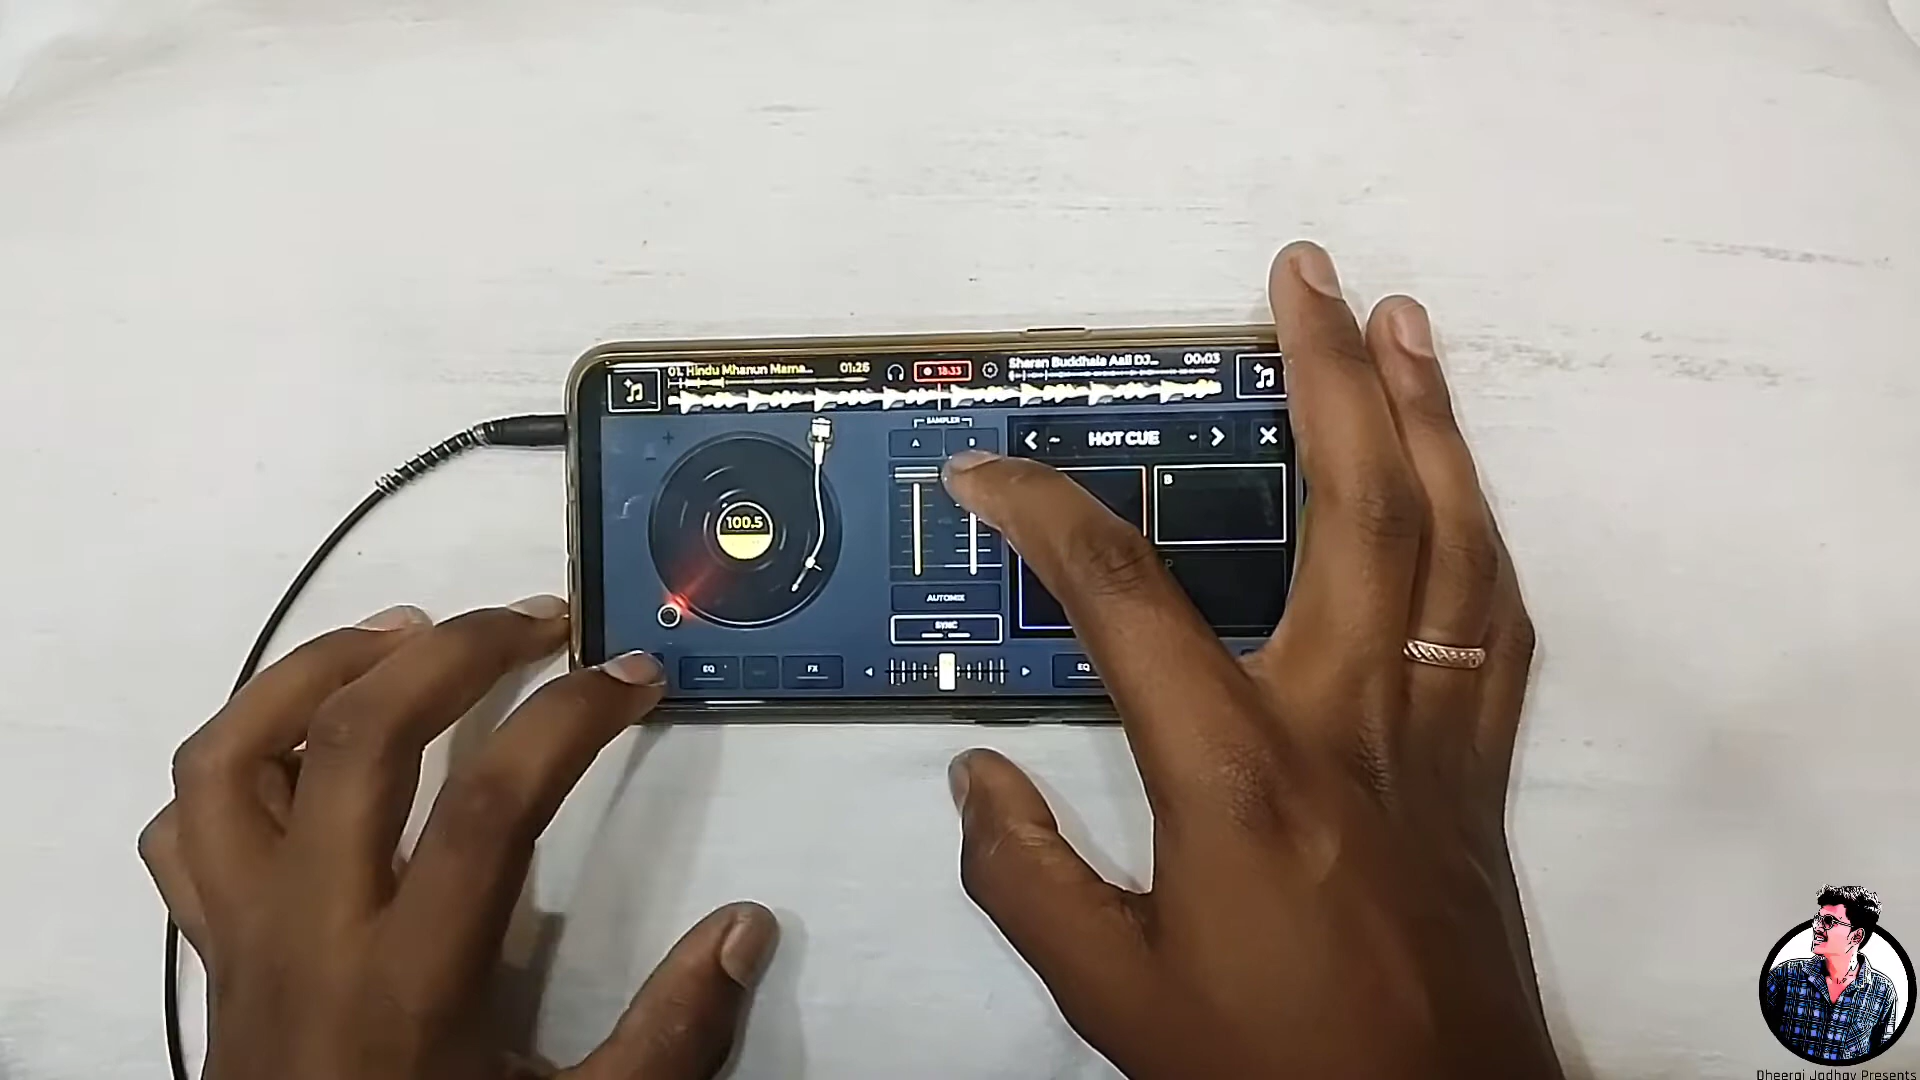 01. Hindu Mhanun Mama... 01:26
18:33
Sharan Buddhala Aali DJ... 00:03
SAMPLER
A B
HOT CUE
100.5
B
D
AUTOMIX
SYNC
EQ FX EQ
Dheeraj Jadhav Presents